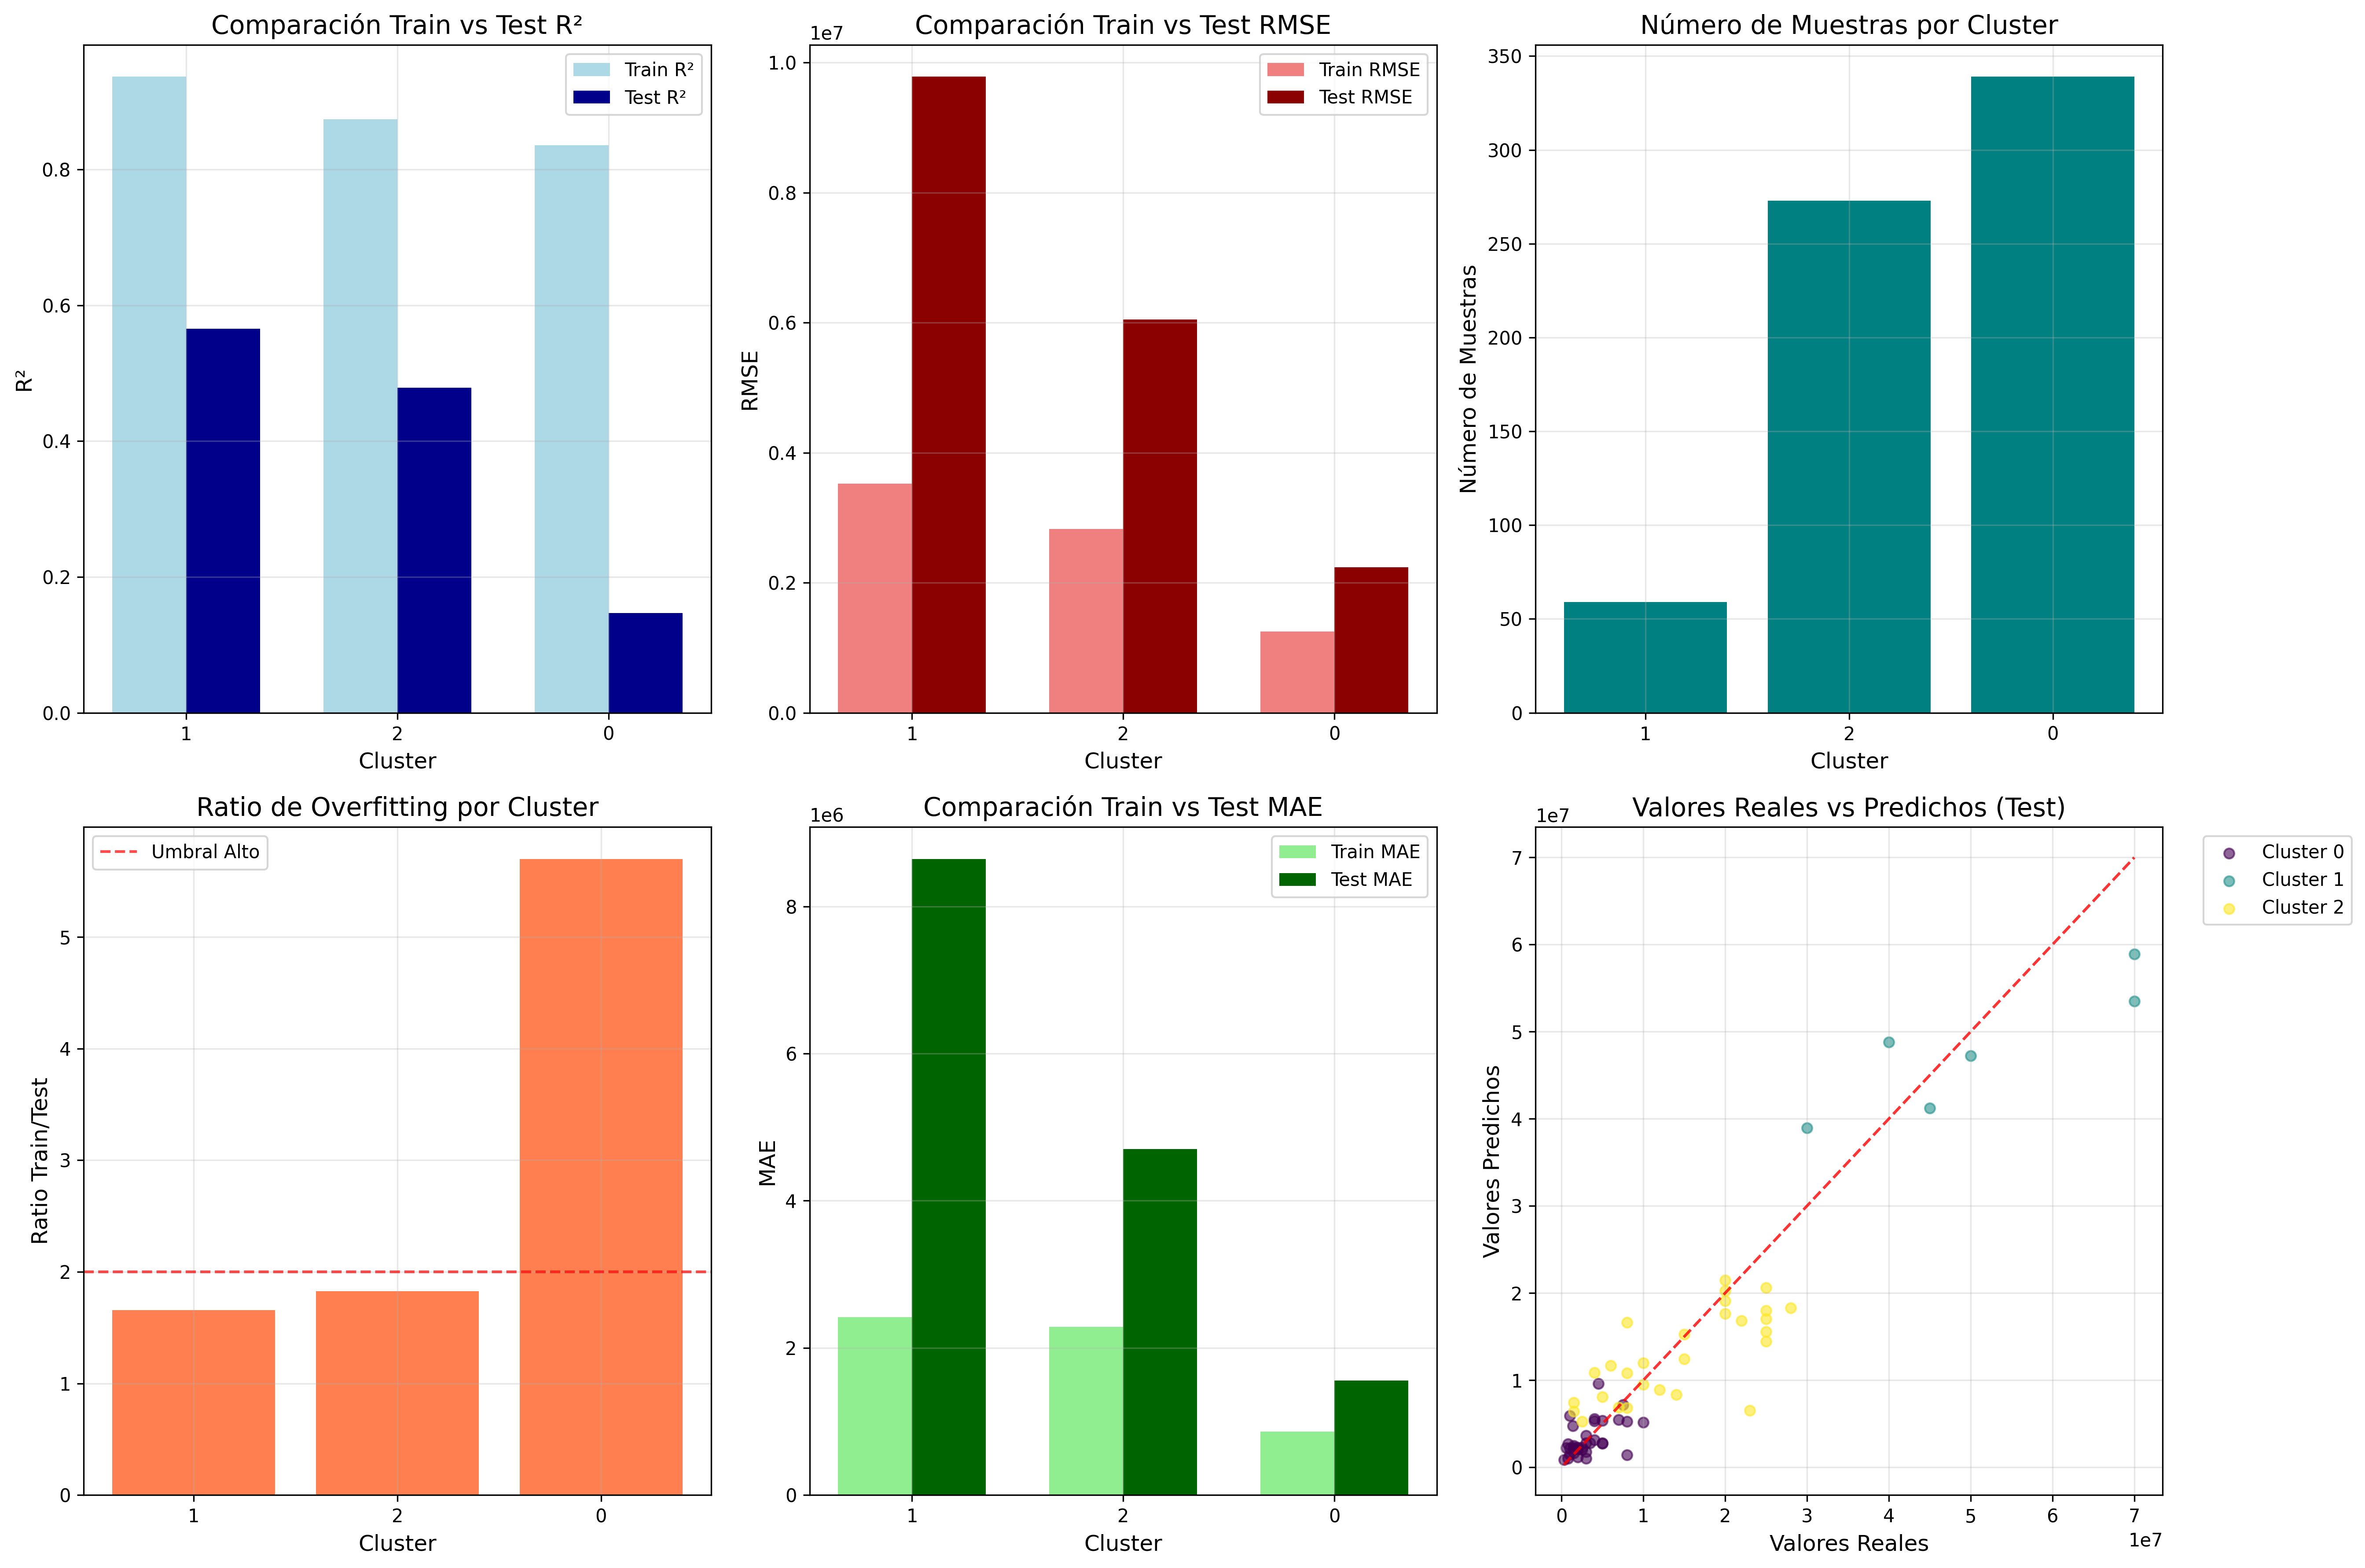 Comparación Train vs Test R²
R²
0.8
0.6
0.4
0.2
0.0
Train R²
Test R²
1 2 0
Cluster
Comparación Train vs Test RMSE
1e7
RMSE
1.0
0.8
0.6
0.4
0.2
0.0
Train RMSE
Test RMSE
1 2 0
Cluster
Número de Muestras por Cluster
Número de Muestras
350
300
250
200
150
100
50
0
1 2 0
Cluster
Ratio de Overfitting por Cluster
Ratio Train/Test
Umbral Alto
5
4
3
2
1
0
1 2 0
Cluster
Comparación Train vs Test MAE
1e6
MAE
8
6
4
2
0
Train MAE
Test MAE
1 2 0
Cluster
Valores Reales vs Predichos (Test)
1e7
Valores Predichos
7
6
5
4
3
2
1
0
0 1 2 3 4 5 6 7
1e7
Valores Reales
Cluster 0
Cluster 1
Cluster 2